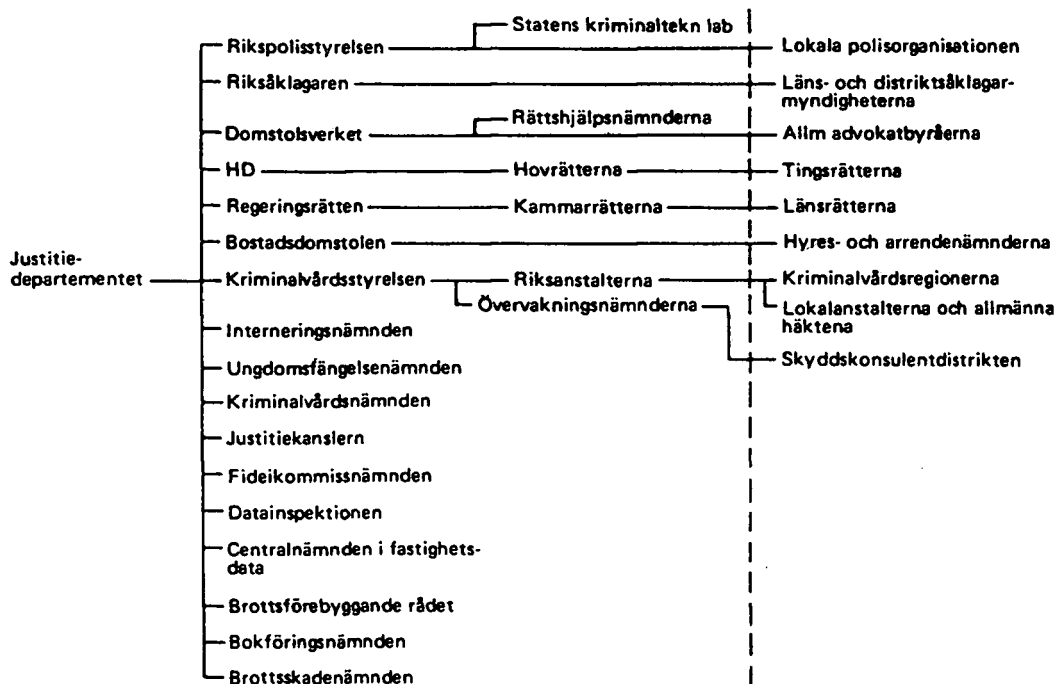 Statens kriminaltekn lab
Rikspolisstyrelsen
Lokala polisorganisationen
Riksåklagaren
Läns- och distriktsåklagar-
myndigheterna
Rättshjälpsnämnderna
Domstolsverket
Allm advokatbyråerna
HD
Hovrätterna
Tingsrätterna
Regeringsrätten
Kammarrätterna
Länsrätterna
Bostadsdomstolen
Hyres- och arrendenämnderna
Justitie-
departementet
Kriminalvårdsstyrelsen
Riksanstalterna
Kriminalvårdsregionerna
Övervakningsnämnderna
Lokalanstalterna och allmänna
häktena
Interneringsnämnden
Skyddskonsulentdistrikten
Ungdomsfängelsenämnden
Kriminalvårdsnämnden
Justitiekanslern
Fideikommissnämnden
Datainspektionen
Centralnämnden i fastighets-
data
Brottsförebyggande rådet
Bokföringsnämnden
Brottsskadenämnden